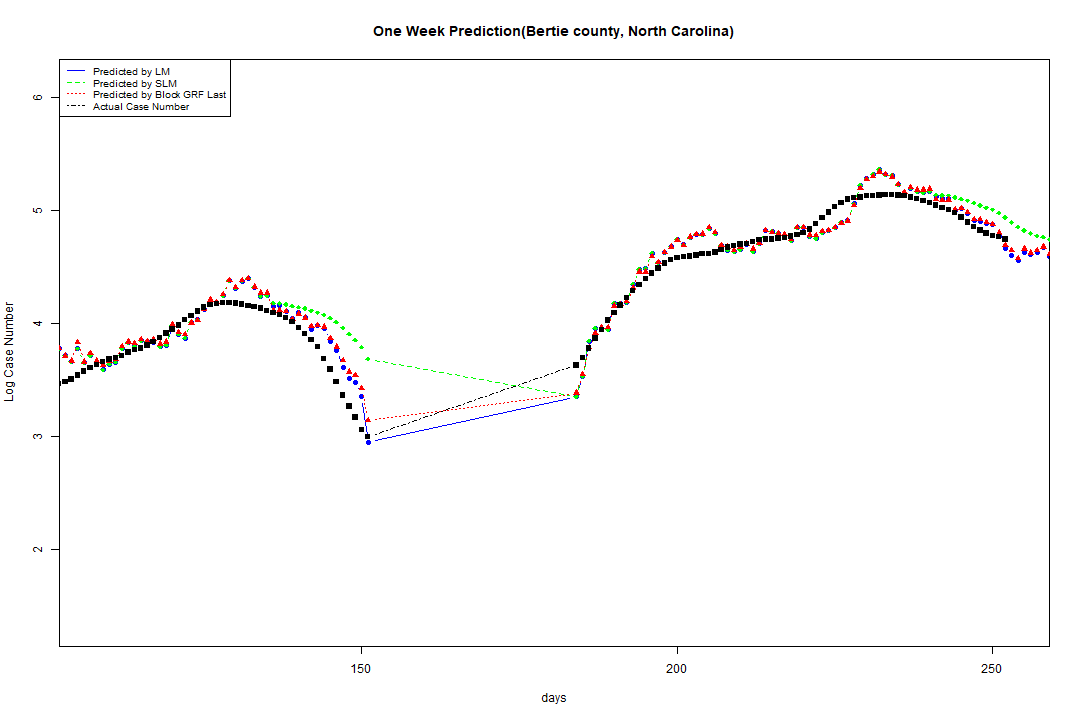 One Week Prediction(Bertie county, North Carolina)
Predicted by LM
Predicted by SLM
Predicted by Block GRF Last
Actual Case Number
6
5
4
3
2
Log Case Number
150
200
250
days